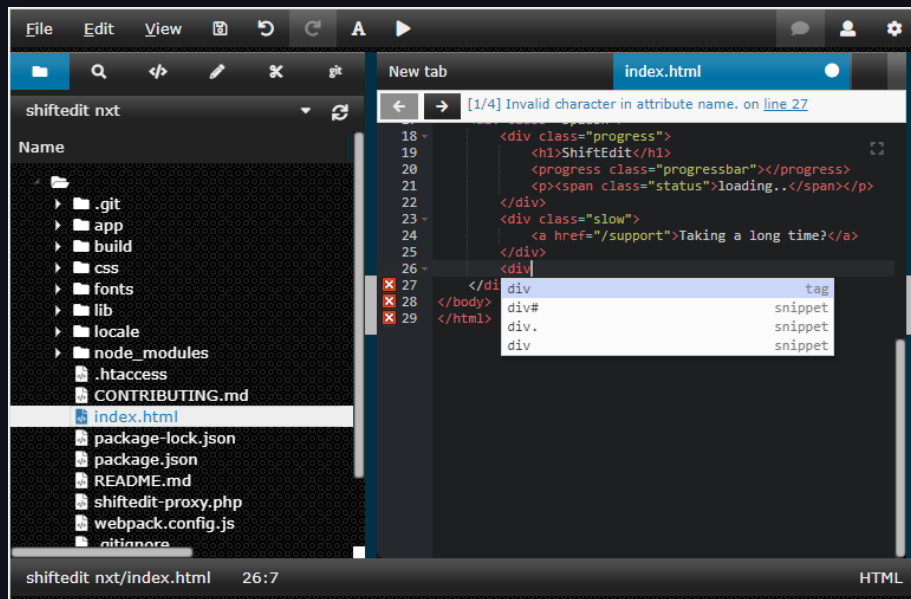 File Edit View A
git
New tab
index.html
shiftedit nxt
[1/4] Invalid character in attribute name. on line 27
Name
.git
app
build
css
fonts
lib
locale
node_modules
.htaccess
CONTRIBUTING.md
index.html
package-lock.json
package.json
README.md
shiftedit-proxy.php
webpack.config.js
.gitignore
18 <div class="progress">
19 <h1>ShiftEdit</h1>
20 <progress class="progressbar"></progress>
21 <p><span class="status">loading..</span></p>
22 </div>
23 <div class="slow">
24 <a href="/support">Taking a long time?</a>
25 </div>
26 <div
27 </di
28 </body>
29 </html>
div tag
div# snippet
div. snippet
div snippet
shiftedit nxt/index.html 26:7 HTML